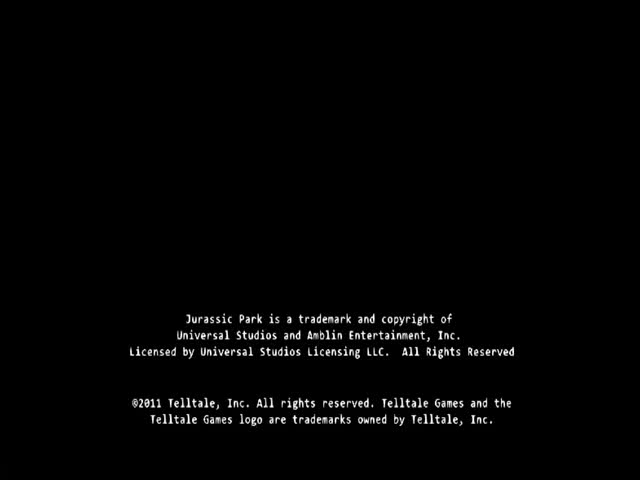 Jurassic Park is a trademark and copyright of
Universal Studios and Amblin Entertainment, Inc.
Licensed by Universal Studios Licensing LLC.  All Rights Reserved
©2011 Telltale, Inc. All rights reserved. Telltale Games and the
Telltale Games logo are trademarks owned by Telltale, Inc.